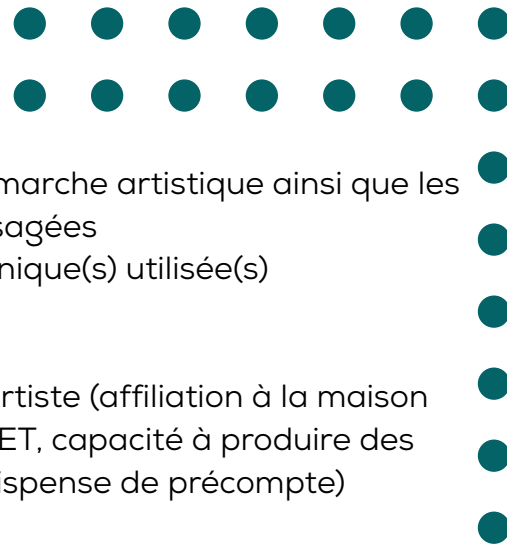 marche artistique ainsi que les
sagées
nique(s) utilisée(s)
rtiste (affiliation à la maison
ET, capacité à produire des
ispense de précompte)